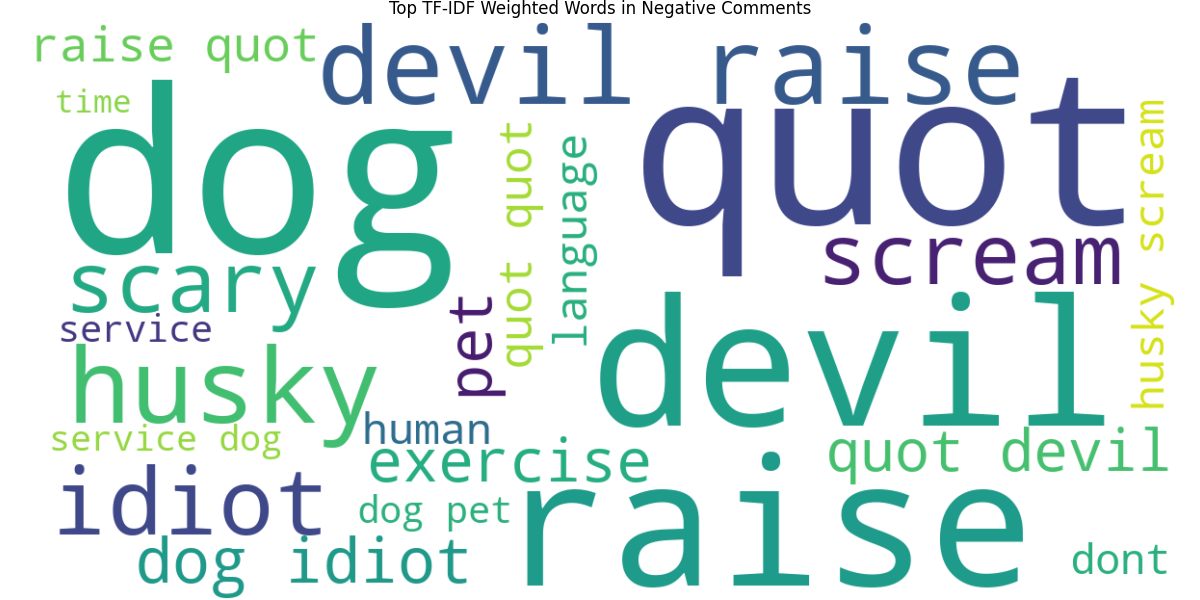 Top TF-IDF Weighted Words in Negative Comments
raise quot
devil raise
time
dog
quot quot
language
quot
husky scream
scary
scream
service
pet
devil
husky
service dog
human
exercise
quot devil
idiot
dog pet
raise
dog idiot
dont